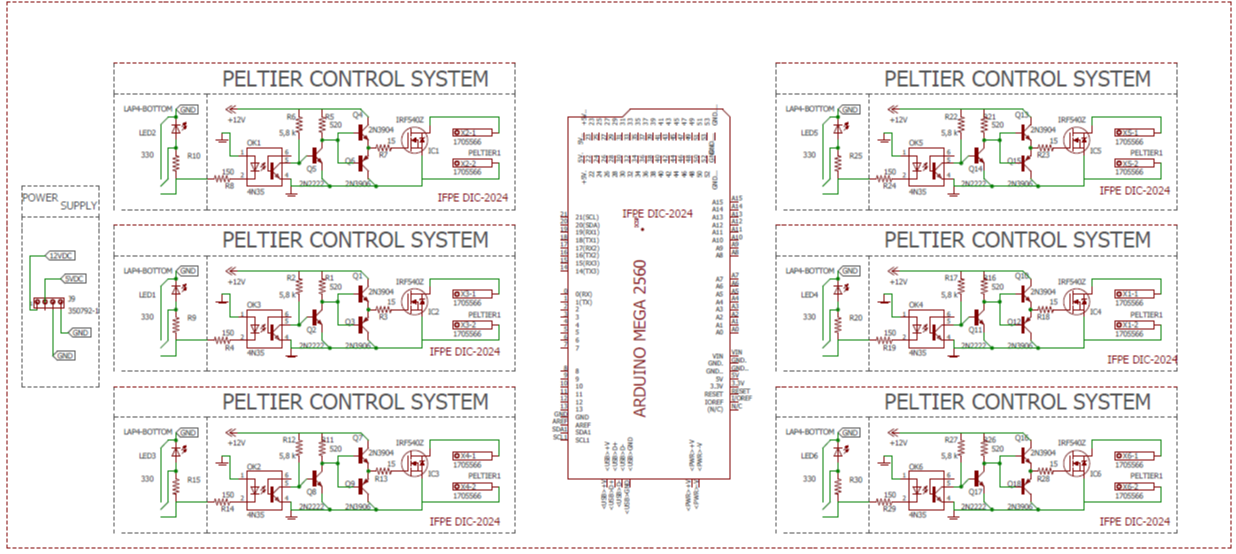 POWER
SUPPLY
12VDC
5VDC
J9
350792-1
GND
GND
PELTIER CONTROL SYSTEM
LAP4-BOTTOM
GND
LED2
330
R10
+12V
R6
5,8 k
R5
520
Q4
2N3904
15
R7
IRF540Z
IC1
X2-1
1705566
PELTIER1
X2-2
1705566
OK1
150
R8
4N35
Q5
Q6
2N2222
2N3906
IFPE DIC-2024
PELTIER CONTROL SYSTEM
LAP4-BOTTOM
GND
LED1
330
R9
+12V
R2
5,8 k
R1
520
Q1
2N3904
15
R3
IRF540Z
IC2
X3-1
1705566
PELTIER1
X3-2
1705566
OK3
150
R4
4N35
Q2
Q3
2N2222
2N3906
IFPE DIC-2024
PELTIER CONTROL SYSTEM
LAP4-BOTTOM
GND
LED3
330
R15
+12V
R12
5,8 k
R11
520
Q7
2N3904
15
R13
IRF540Z
IC3
X4-1
1705566
PELTIER1
X4-2
1705566
OK2
150
R14
4N35
Q8
Q9
2N2222
2N3906
IFPE DIC-2024
IFPE DIC-2024
ARDUINO MEGA 2560
21(SCL)
20(SDA)
19(RX1)
18(TX1)
17(RX2)
16(TX2)
15(RX3)
14(TX3)
0(RX)
1(TX)
2
3
4
5
6
7
8
9
10
11
12
13
GND
AREF
SDA1
SCL1
A15
A14
A13
A12
A11
A10
A9
A8
A7
A6
A5
A4
A3
A2
A1
A0
VIN
GND.
GND..
5V
3.3V
RESET
IOREF
(N/C)
<USB>+V
<USB>D+
<USB>D
<USB>GND
<PWR>+V
<PWR>-V
PELTIER CONTROL SYSTEM
LAP4-BOTTOM
GND
LED5
330
R25
+12V
R22
5,8 k
R21
520
Q13
2N3904
15
R23
IRF540Z
IC5
X5-1
1705566
PELTIER1
X5-2
1705566
OK5
150
R24
4N35
Q14
Q15
2N2222
2N3906
IFPE DIC-2024
PELTIER CONTROL SYSTEM
LAP4-BOTTOM
GND
LED4
330
R20
+12V
R17
5,8 k
R16
520
Q10
2N3904
15
R18
IRF540Z
IC4
X1-1
1705566
PELTIER1
X1-2
1705566
OK4
150
R19
4N35
Q11
Q12
2N2222
2N3906
IFPE DIC-2024
PELTIER CONTROL SYSTEM
LAP4-BOTTOM
GND
LED6
330
R30
+12V
R27
5,8 k
R26
520
Q16
2N3904
15
R28
IRF540Z
IC6
X6-1
1705566
PELTIER1
X6-2
1705566
OK6
150
R29
4N35
Q17
Q18
2N2222
2N3906
IFPE DIC-2024